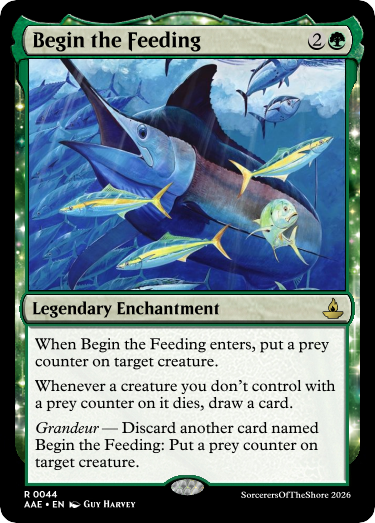 Begin the Feeding 2
Legendary Enchantment
When Begin the Feeding enters, put a prey
counter on target creature.
Whenever a creature you don't control with
a prey counter on it dies, draw a card.
Grandeur — Discard another card named
Begin the Feeding: Put a prey counter on
target creature.
R 0044
SorcerersOfTheShore 2026
AAE • EN Guy Harvey